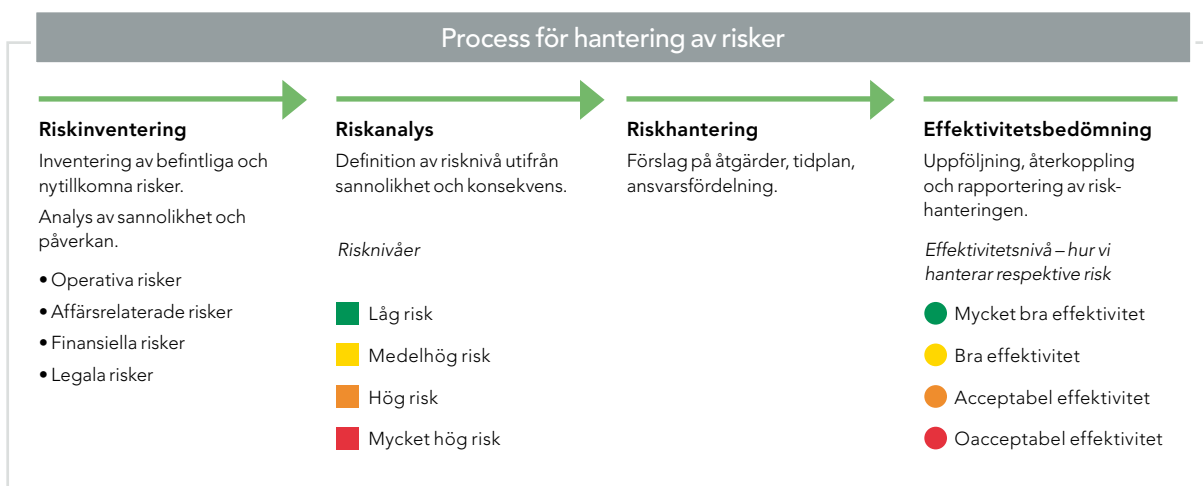 Process för hantering av risker
Riskinventering
Inventering av befintliga och
nytillkomna risker.
Analys av sannolikhet och
påverkan.
• Operativa risker
• Affärsrelaterade risker
• Finansiella risker
• Legala risker
Riskanalys
Definition av risknivå utifrån
sannolikhet och konsekvens.
Risknivåer
Låg risk
Medelhög risk
Hög risk
Mycket hög risk
Riskhantering
Förslag på åtgärder, tidplan,
ansvarsfördelning.
Effektivitetsbedömning
Uppföljning, återkoppling
och rapportering av risk-
hanteringen.
Effektivitetsnivå – hur vi
hanterar respektive risk
Mycket bra effektivitet
Bra effektivitet
Acceptabel effektivitet
Oacceptabel effektivitet